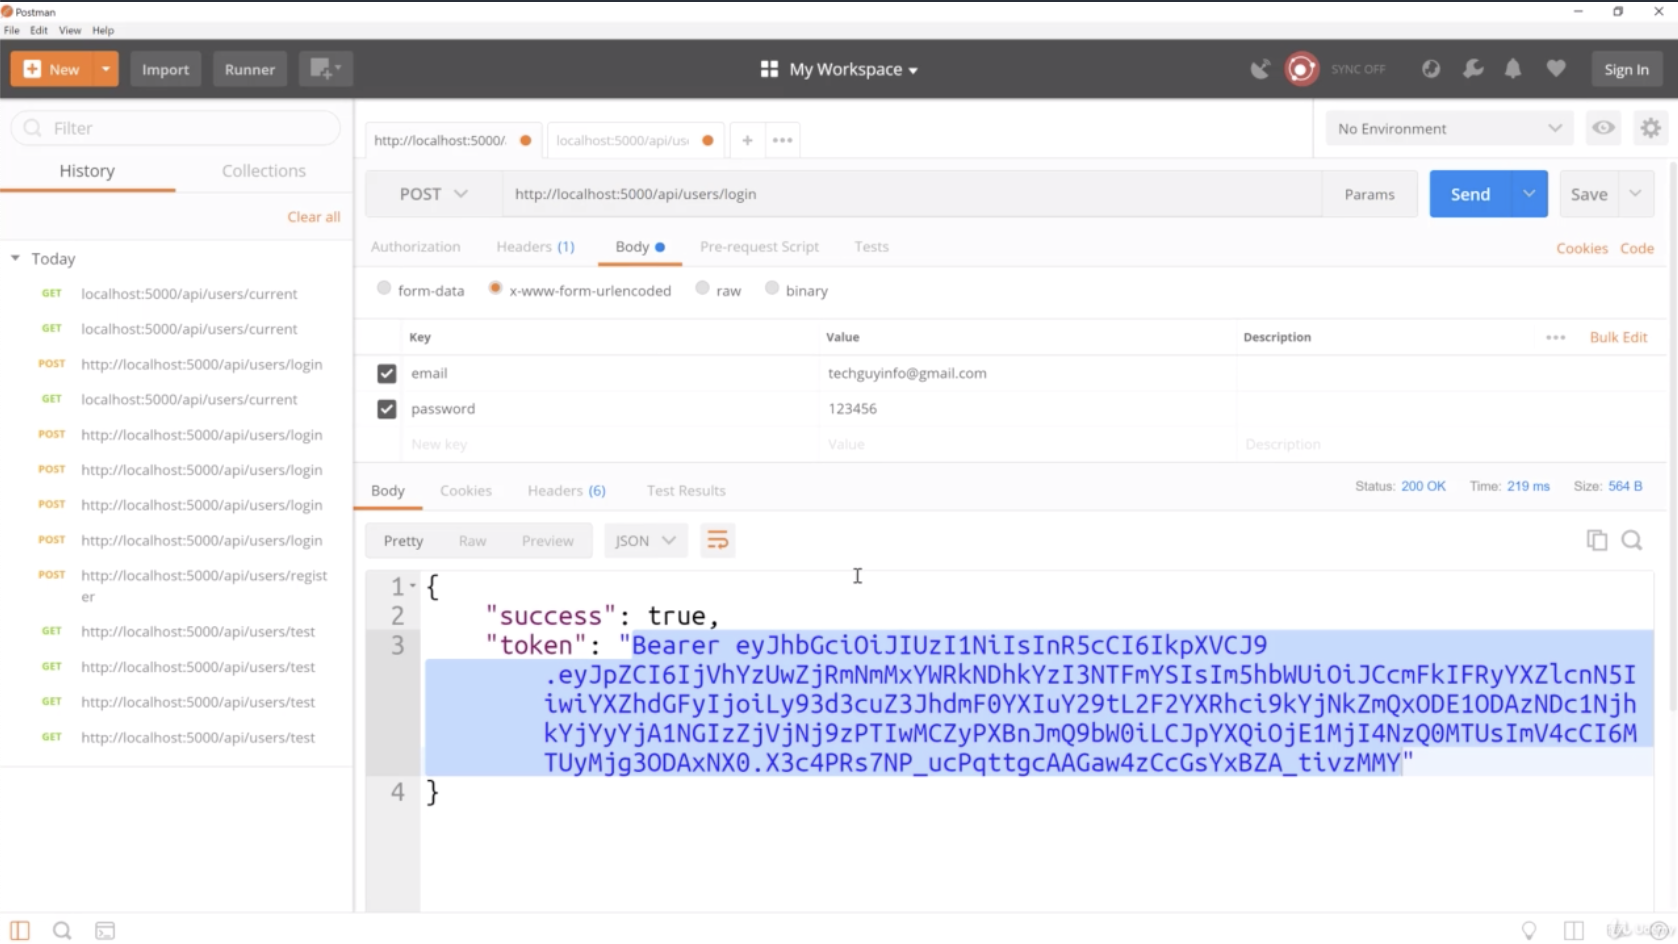 Postman
File Edit View Help
New Import Runner My Workspace SYNC OFF Sign In
Filter
History Collections
Clear all
Today
GET localhost:5000/api/users/current
GET localhost:5000/api/users/current
POST http://localhost:5000/api/users/login
GET localhost:5000/api/users/current
POST http://localhost:5000/api/users/login
POST http://localhost:5000/api/users/login
POST http://localhost:5000/api/users/login
POST http://localhost:5000/api/users/login
POST http://localhost:5000/api/users/regist
er
GET http://localhost:5000/api/users/test
GET http://localhost:5000/api/users/test
GET http://localhost:5000/api/users/test
GET http://localhost:5000/api/users/test
http://localhost:5000/ localhost:5000/api/us No Environment
POST http://localhost:5000/api/users/login Params Send Save
Authorization Headers (1) Body Pre-request Script Tests Cookies Code
form-data x-www-form-urlencoded raw binary
Key Value Description Bulk Edit
email techguyinfo@gmail.com
password 123456
New key Value Description
Body Cookies Headers (6) Test Results Status: 200 OK Time: 219 ms Size: 564 B
Pretty Raw Preview JSON
1 {
2 "success": true,
3 "token": "Bearer eyJhbGciOiJIUzI1NiIsInR5cCI6IkpXVCJ9
.eyJpZCI6IjVhYzUwZjRmNmMxYWRkNDhkYzI3NTFmYSIsIm5hbWUiOiJCcmFkIFRyYXZlcnN5I
iwiYXZhdGFyIjoiLy93d3cuZ3JhdmF0YXIuY29tL2F2YXRhci9kYjNkZmQxODE1ODAzNDc1Njh
kYjYyYjA1NGIzZjVjNj9zPTIwMCZyPXBnJmQ9bW0iLCJpYXQiOjE1MjI4NzQ0MTUsImV4cCI6M
TUyMjg3ODAxNX0.X3c4PRs7NP_ucPqttgcAAGaw4zCcGsYxBZA_tivzMMY"
4 }